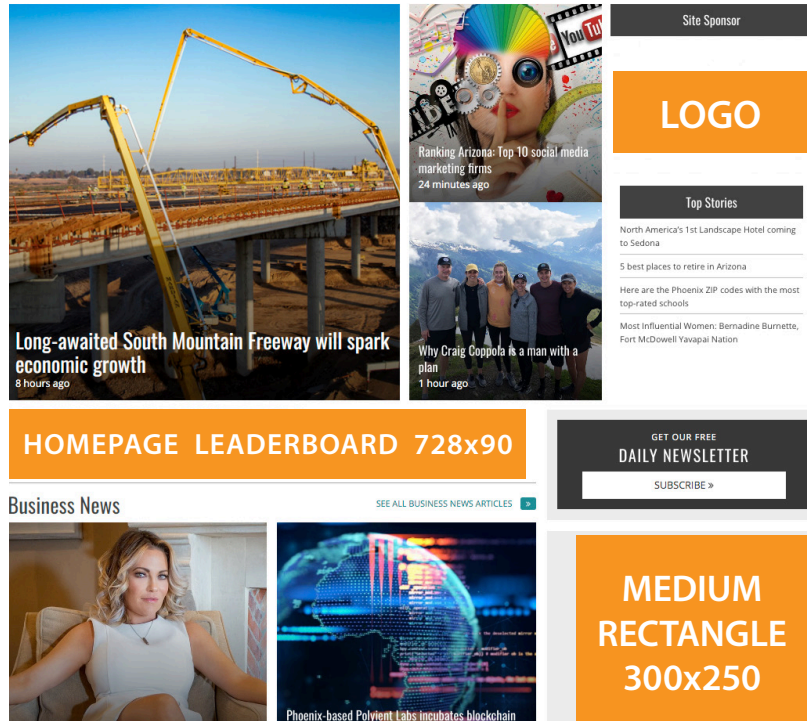 Long-awaited South Mountain Freeway will spark
economic growth
8 hours ago
You Tu
IDE
Ranking Arizona: Top 10 social media
marketing firms
24 minutes ago
Why Craig Coppola is a man with a
plan
1 hour ago
Site Sponsor
LOGO
Top Stories
North America's 1st Landscape Hotel coming
to Sedona
5 best places to retire in Arizona
Here are the Phoenix ZIP codes with the most
top-rated schools
Most Influential Women: Bernadine Burnette,
Fort McDowell Yavapai Nation
HOMEPAGE LEADERBOARD 728x90
GET OUR FREE
DAILY NEWSLETTER
SUBSCRIBE »
Business News
SEE ALL BUSINESS NEWS ARTICLES »
Phoenix-based Polyient Labs incubates blockchain
MEDIUM
RECTANGLE
300x250